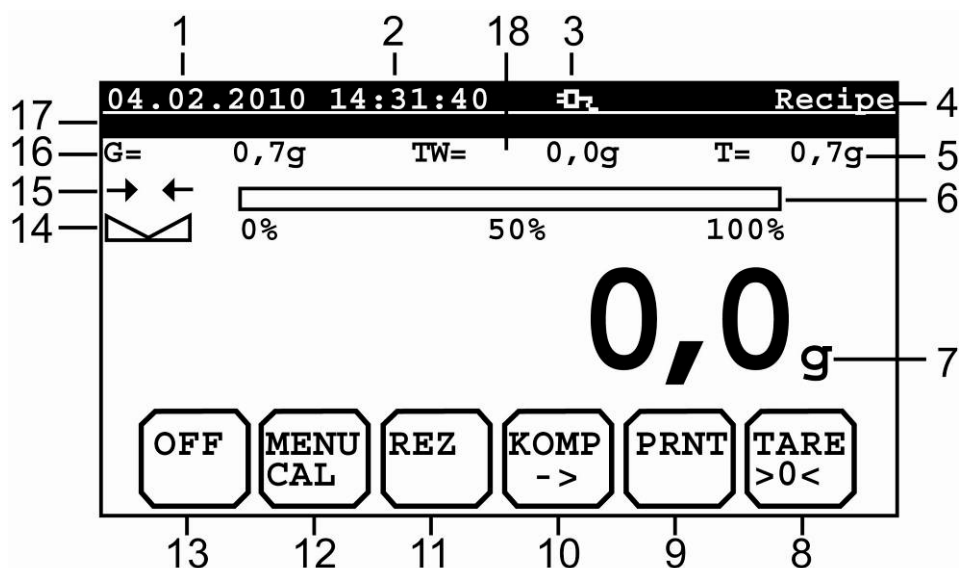 1 2 18 3
04.02.2010 14:31:40 Recipe 4
17
16 G= 0,7g TW= 0,0g T= 0,7g 5
15 6
14 0% 50% 100%
0,0g 7
OFF MENU REZ KOMP PRNT TARE
CAL -> >0<
13 12 11 10 9 8